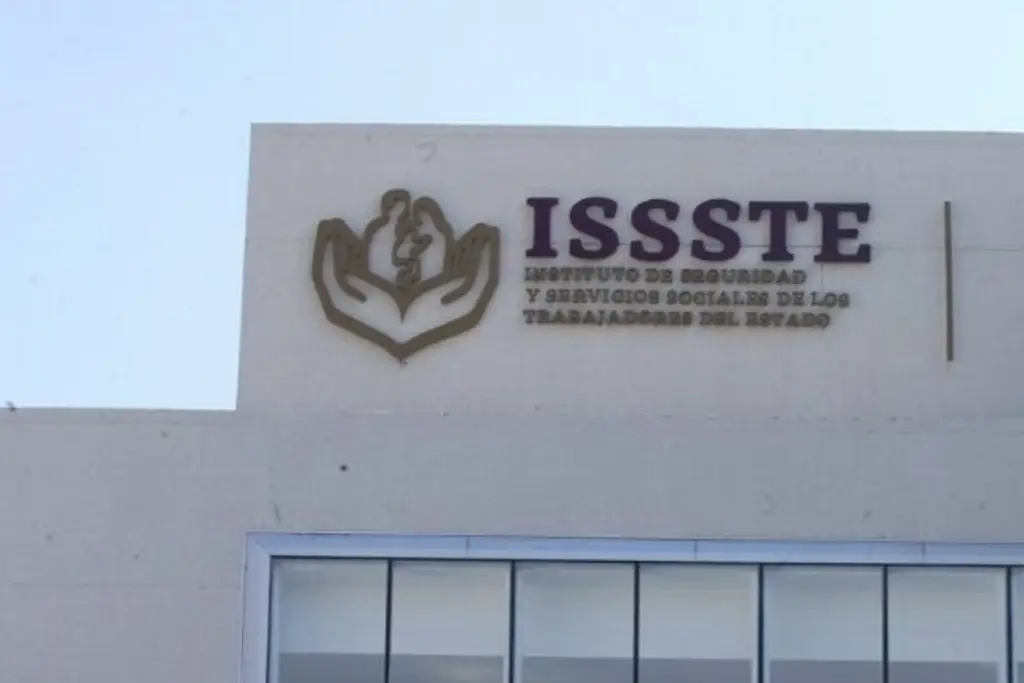 ISSSTE
INSTITUTO DE SEGURIDAD
Y SERVICIOS SOCIALES DE LOS
TRABAJADORES DEL ESTADO